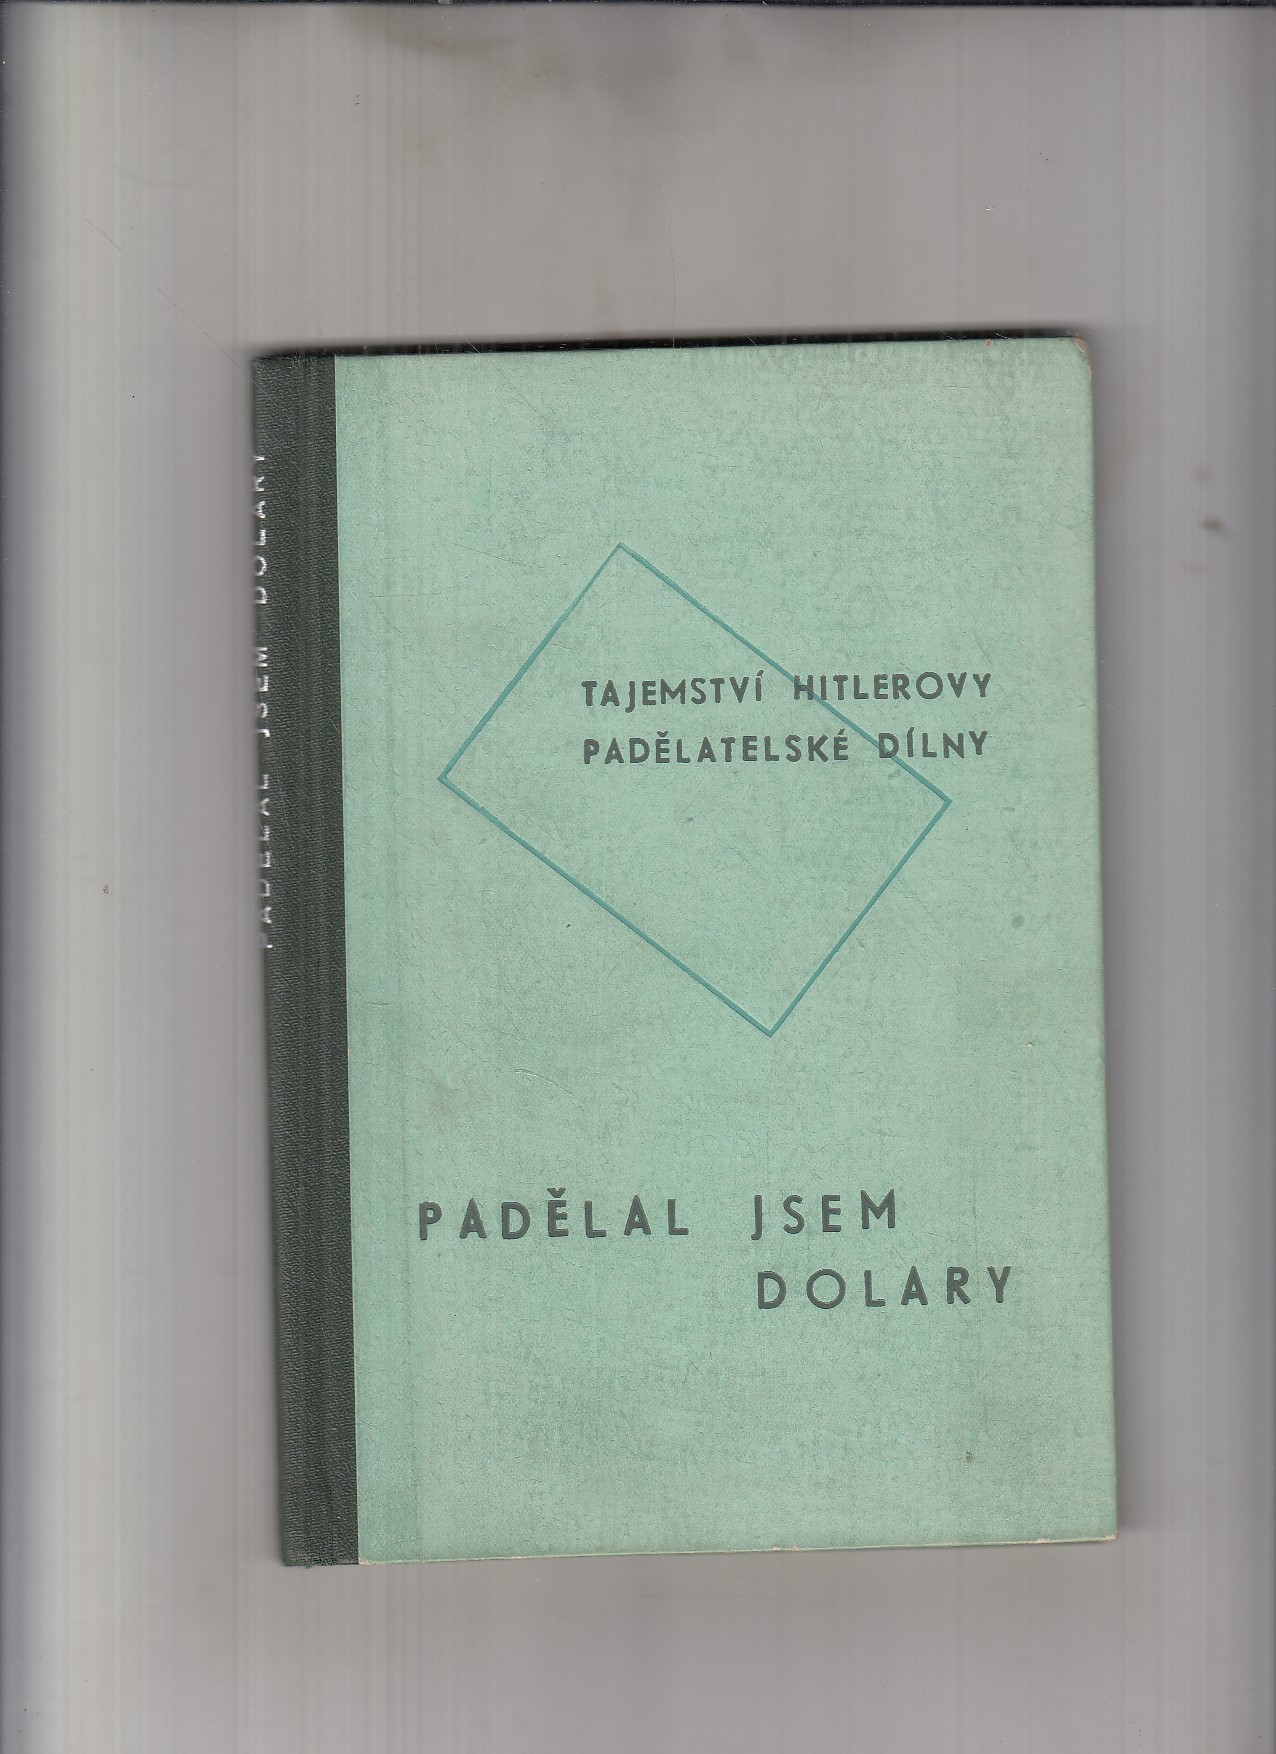 TAJEMSTVÍ HITLEROVY
PADĚLATELSKÉ DÍLNY
PADĚLAL JSEM
DOLARY
PADĚLAL JSEM DOLARY